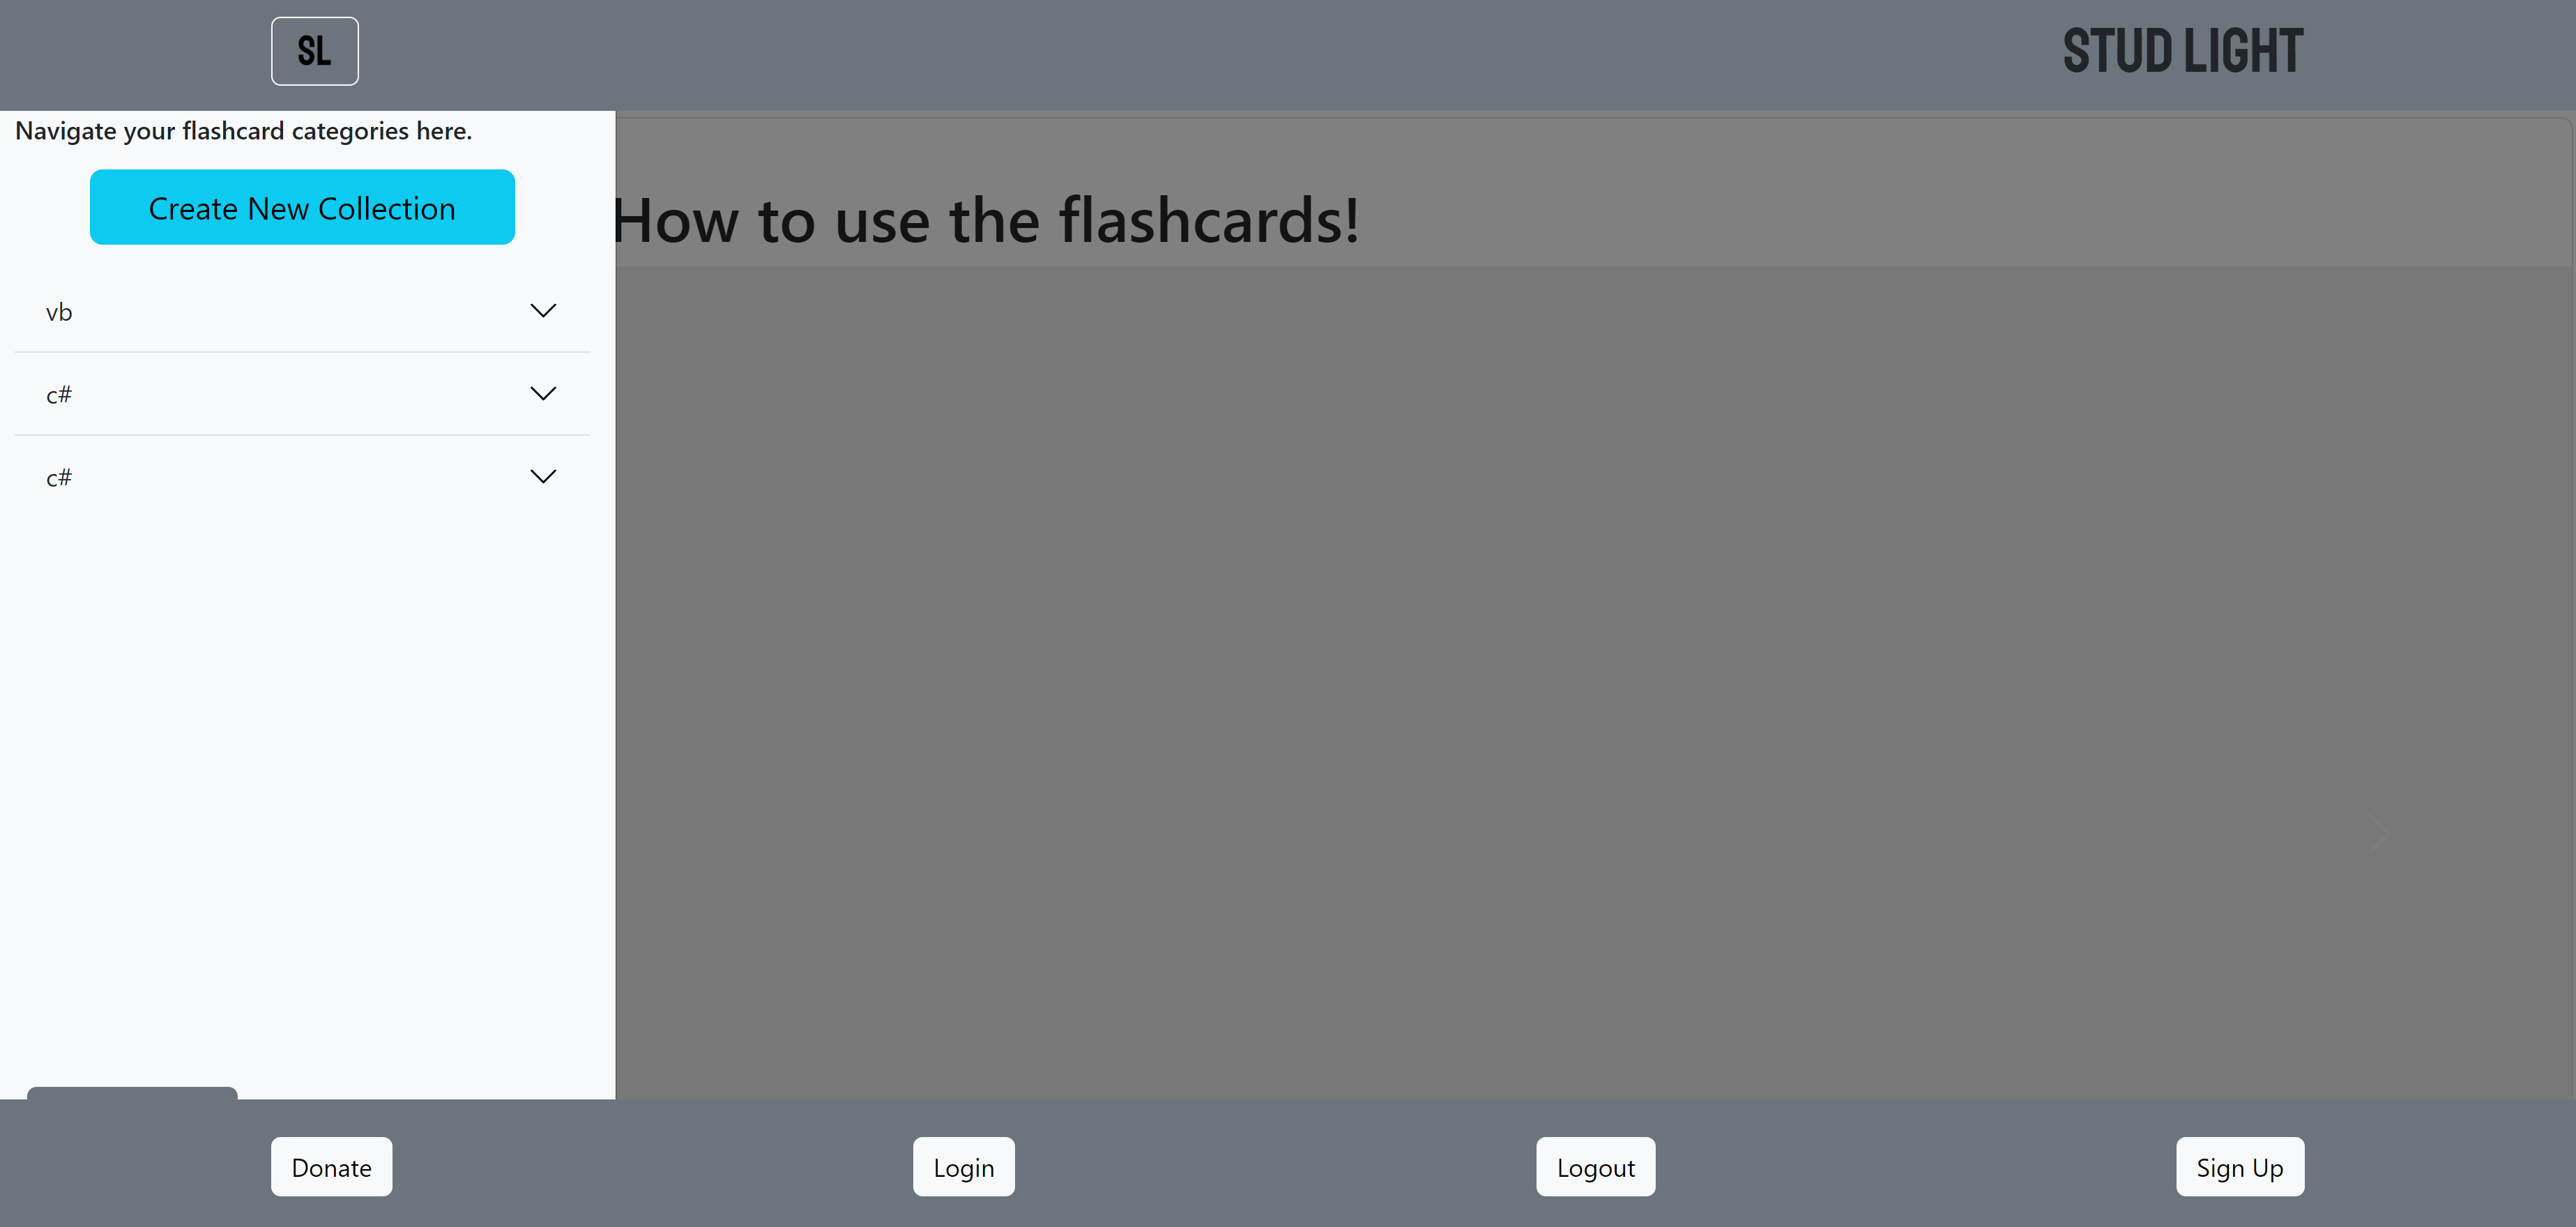 SL
STUD LIGHT
Navigate your flashcard categories here.
Create New Collection
How to use the flashcards!
vb
c#
c#
Donate
Login
Logout
Sign Up